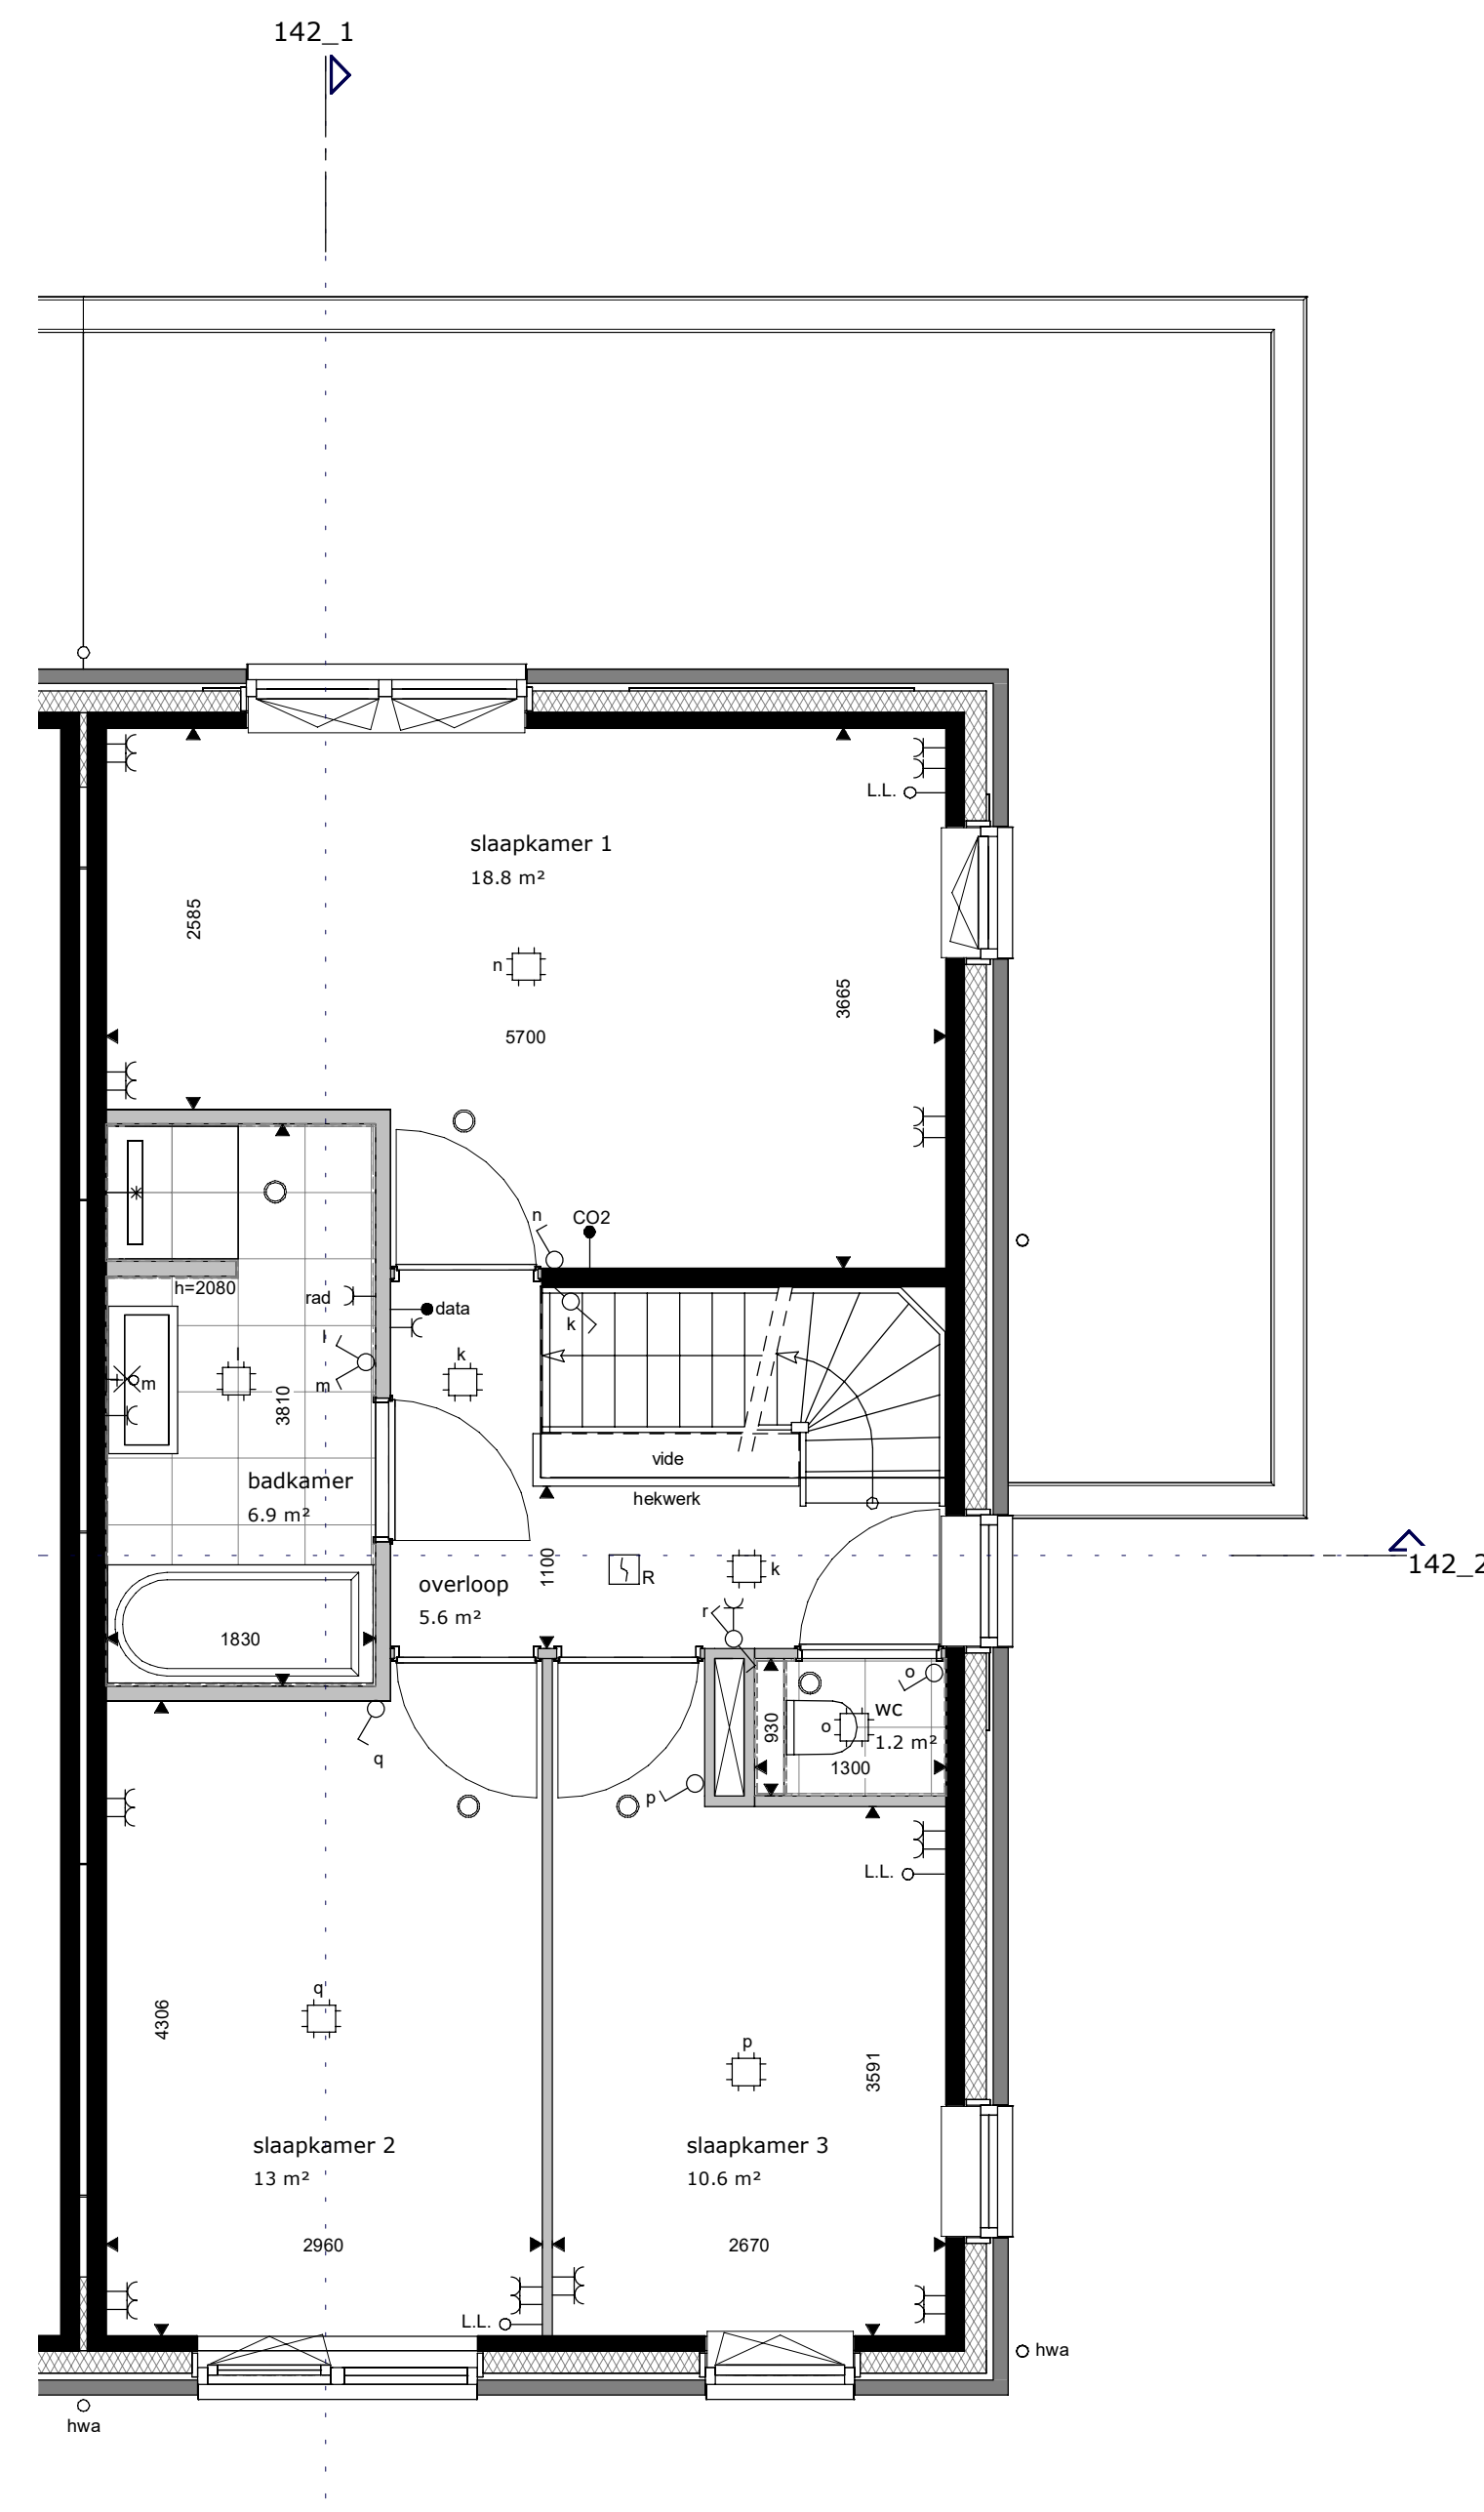 142_1
L.L.
slaapkamer 1
18.8 m²
2585
n
3665
5700
n
CO2
h=2080
rad
data
k
l
k
l
m
m
3810
vide
badkamer
hekwerk
6.9 m²
142_2
1100
k
R
overloop
5.6 m²
r
1830
o
wc
o
930
1.2 m²
q
1300
p
L.L.
q
4306
p
3591
slaapkamer 2
slaapkamer 3
13 m²
10.6 m²
2960
2670
L.L.
hwa
hwa